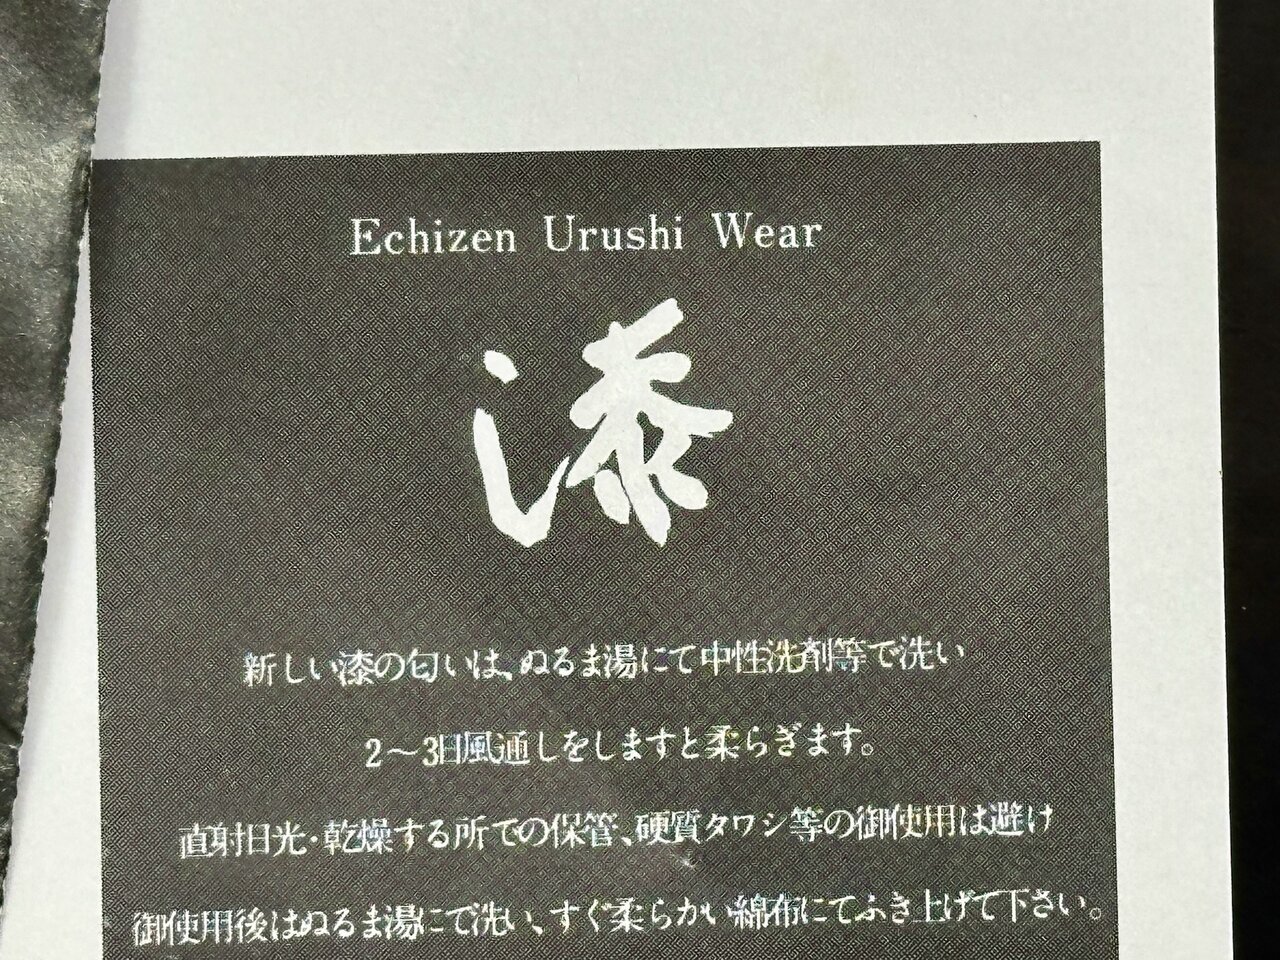 Echizen Urushi Wear
漆
新しい漆の匂いは、ぬるま湯にて中性洗剤等で洗い
2〜3日風通しをしますと柔らぎます。
直射日光・乾燥する所での保管、硬質タワシ等の御使用は避け
御使用後はぬるま湯にて洗い、すぐ柔らかい綿布にてふき上げて下さい。